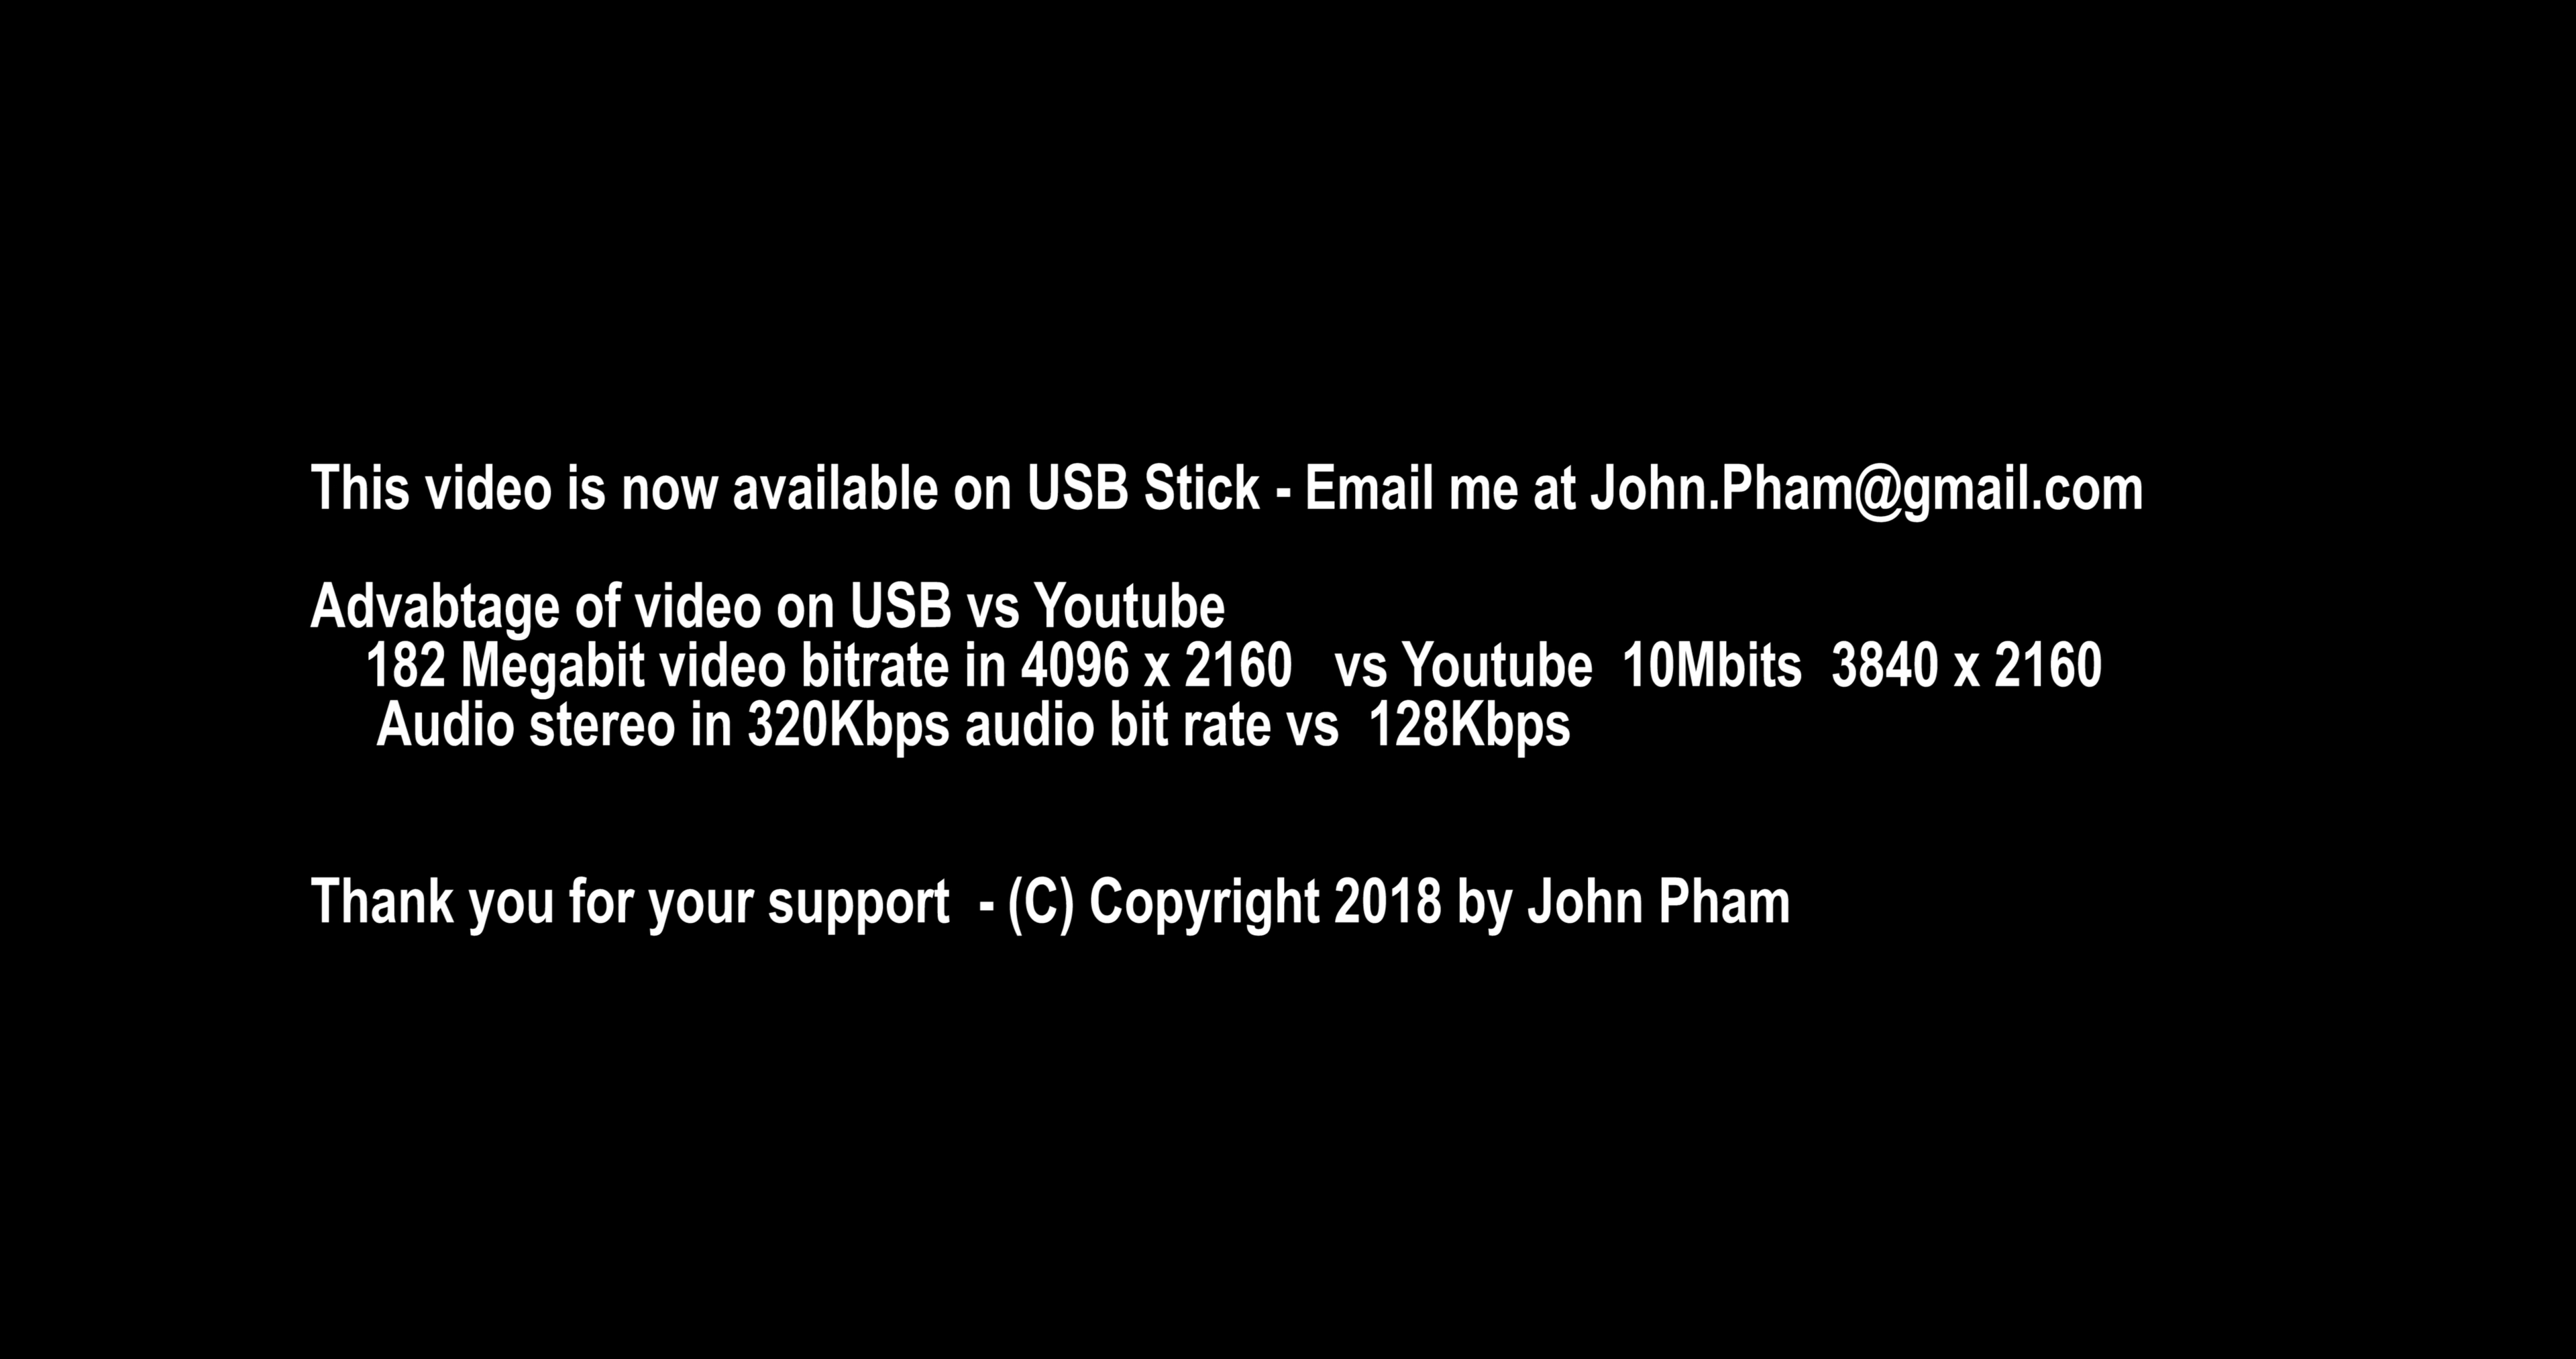 This video is now available on USB Stick - Email me at John.Pham@gmail.com
Advabtage of video on USB vs Youtube
182 Megabit video bitrate in 4096 x 2160   vs Youtube  10Mbits  3840 x 2160
Audio stereo in 320Kbps audio bit rate vs  128Kbps
Thank you for your support  - (C) Copyright 2018 by John Pham